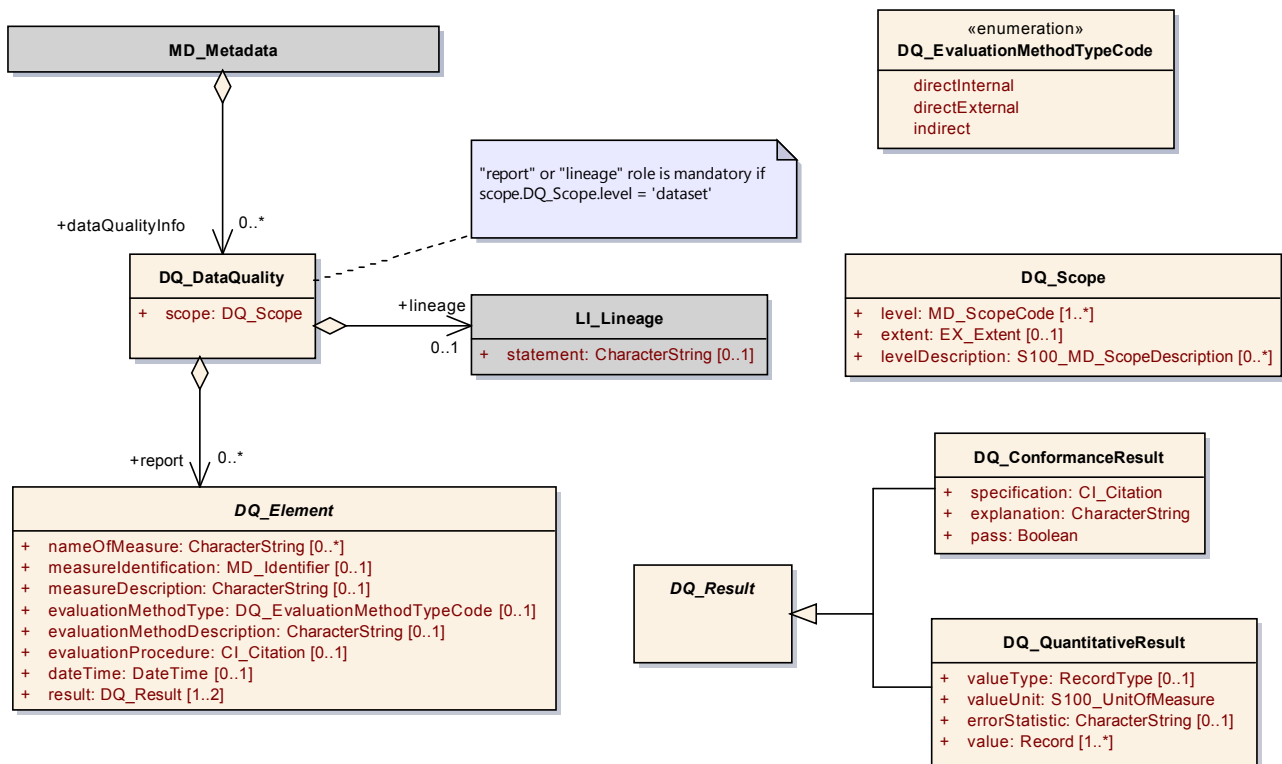 MD_Metadata
«enumeration»
DQ_EvaluationMethodTypeCode
directInternal
directExternal
indirect
"report" or "lineage" role is mandatory if
scope.DQ_Scope.level = 'dataset'
+dataQualityInfo
0..*
DQ_DataQuality
+ scope: DQ_Scope
+lineage
0..1
LI_Lineage
+ statement: CharacterString [0..1]
DQ_Scope
+ level: MD_ScopeCode [1..*]
+ extent: EX_Extent [0..1]
+ levelDescription: S100_MD_ScopeDescription [0..*]
+report
0..*
DQ_Element
+ nameOfMeasure: CharacterString [0..*]
+ measureIdentification: MD_Identifier [0..1]
+ measureDescription: CharacterString [0..1]
+ evaluationMethodType: DQ_EvaluationMethodTypeCode [0..1]
+ evaluationMethodDescription: CharacterString [0..1]
+ evaluationProcedure: CI_Citation [0..1]
+ dateTime: DateTime [0..1]
+ result: DQ_Result [1..2]
DQ_Result
DQ_ConformanceResult
+ specification: CI_Citation
+ explanation: CharacterString
+ pass: Boolean
DQ_QuantitativeResult
+ valueType: RecordType [0..1]
+ valueUnit: S100_UnitOfMeasure
+ errorStatistic: CharacterString [0..1]
+ value: Record [1..*]